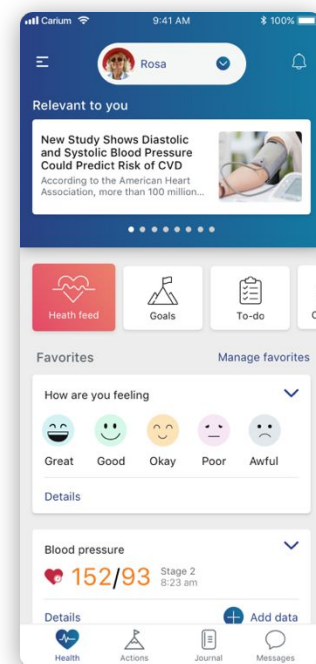 Carium 9:41 AM 100%
Rosa
Relevant to you
New Study Shows Diastolic
and Systolic Blood Pressure
Could Predict Risk of CVD
According to the American Heart
Association, more than 100 million...
Heath feed
Goals
To-do
Favorites
Manage favorites
How are you feeling
Great Good Okay Poor Awful
Details
Blood pressure
152/93 Stage 2
8:23 am
Details
Add data
Health Actions Journal Messages